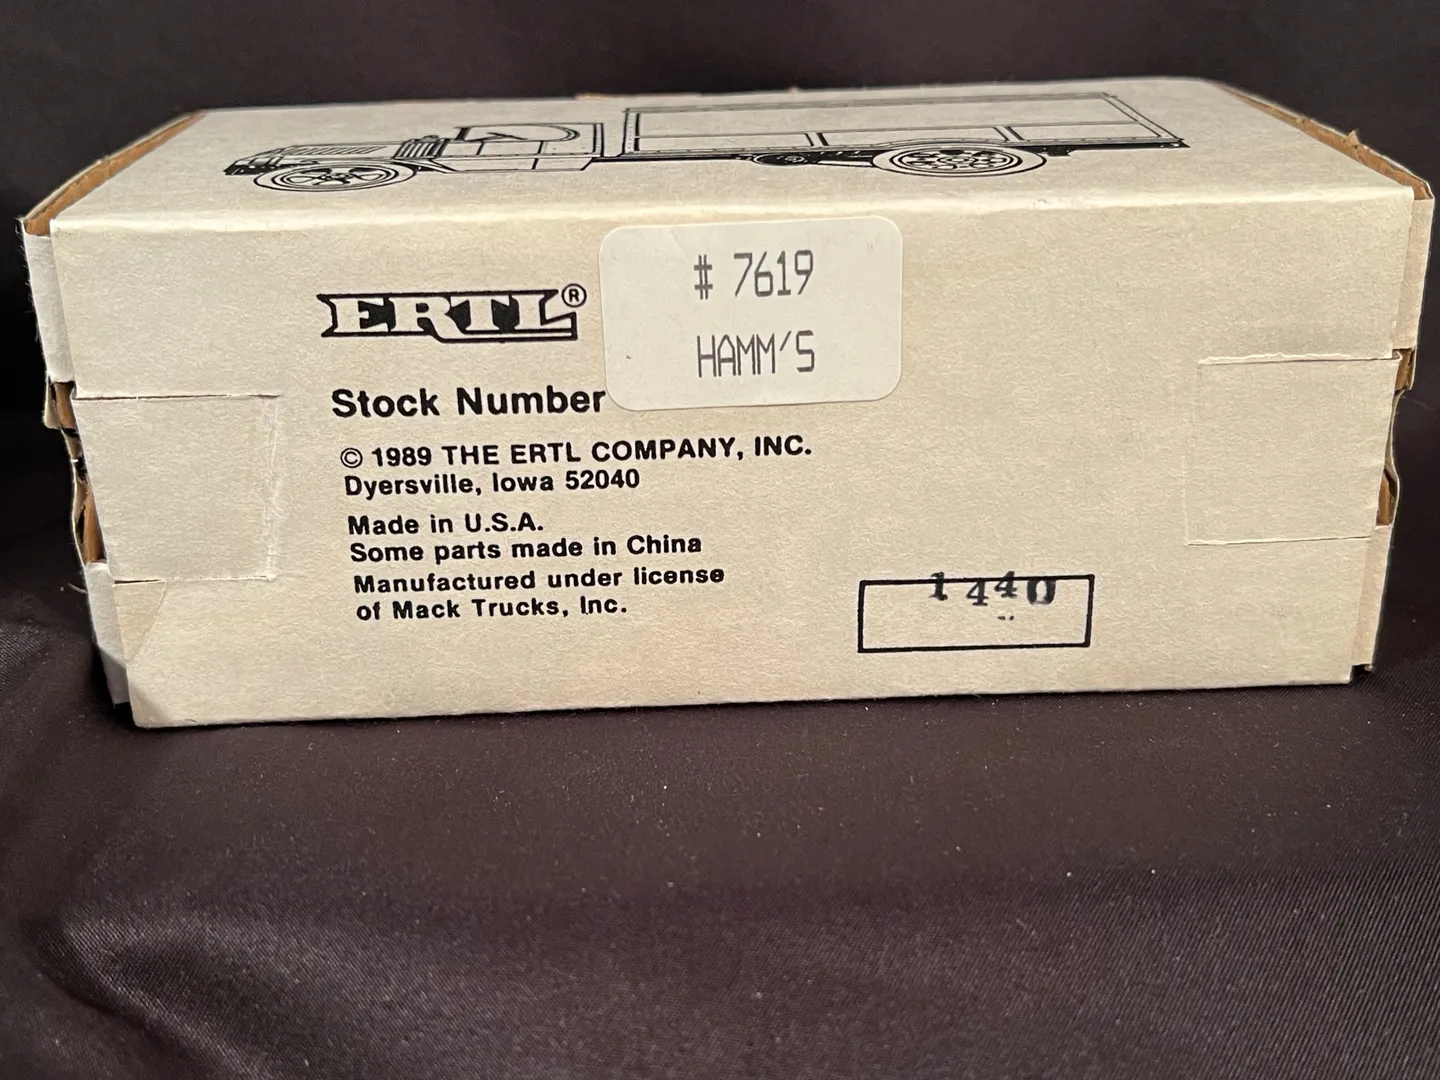 ERTL®
# 7619
HAMM'S
Stock Number
© 1989 THE ERTL COMPANY, INC.
Dyersville, Iowa 52040
Made in U.S.A.
Some parts made in China
Manufactured under license
of Mack Trucks, Inc.
1440